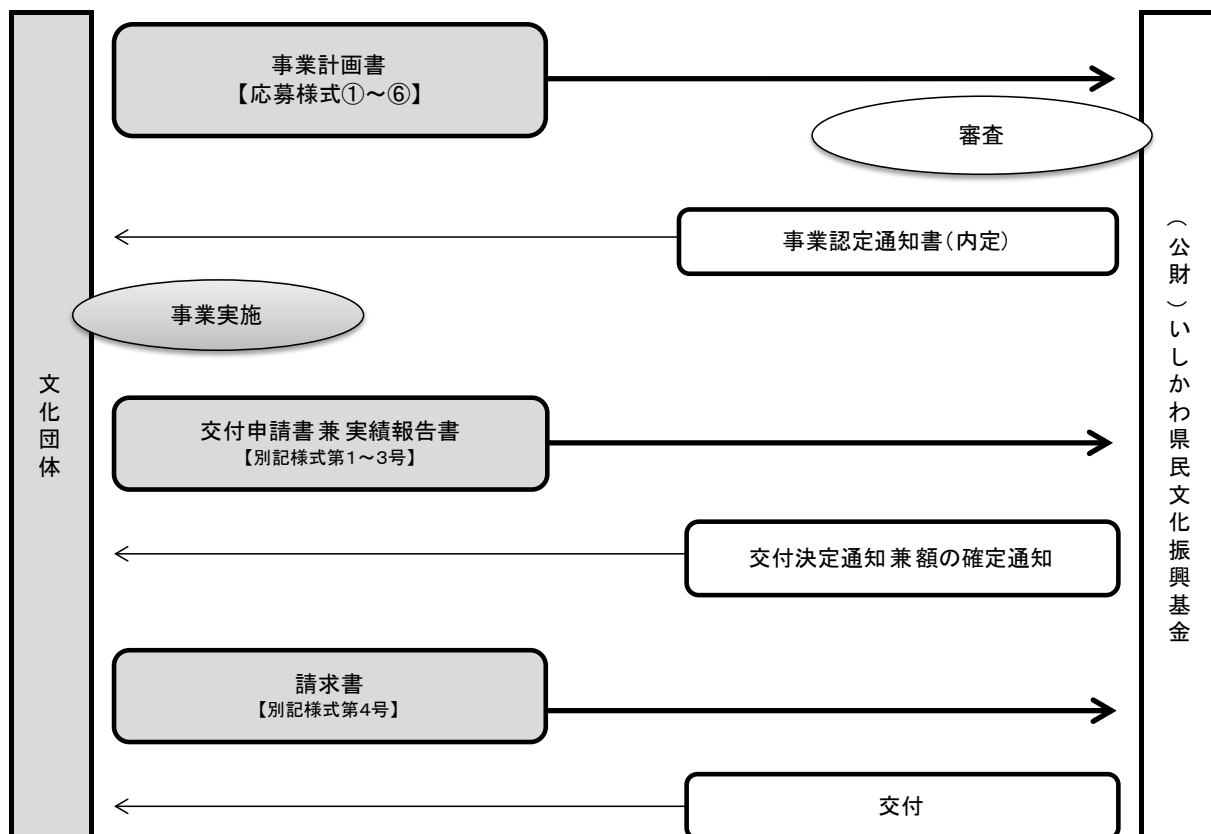 事業計画書
【応募様式①～⑥】
審査
事業認定通知書（内定）
事業実施
文化団体
（公財）いしかわ県民文化振興基金
交付申請書 兼 実績報告書
【別記様式第１～３号】
交付決定通知 兼 額の確定通知
請求書
【別記様式第４号】
交付